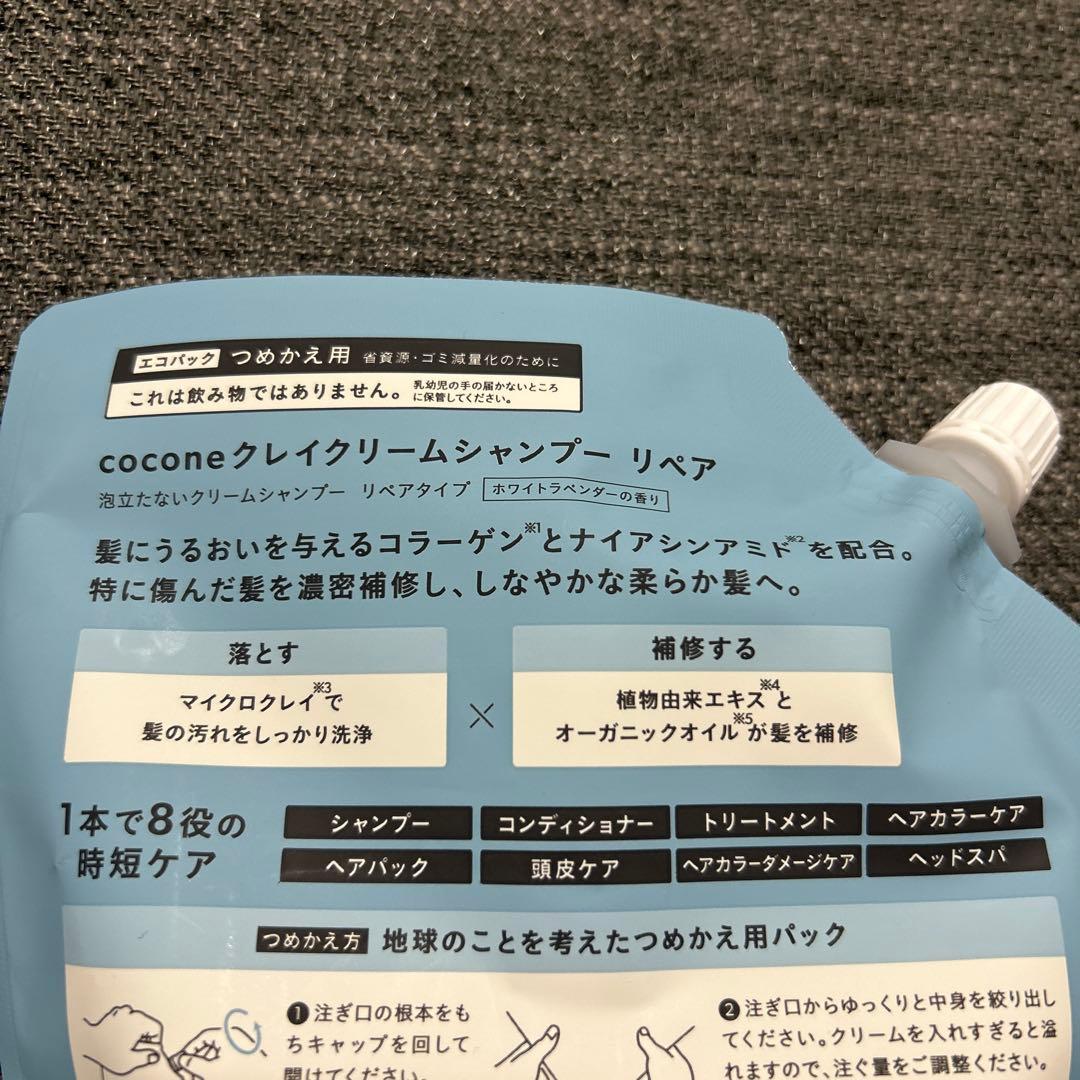 エコパック つめかえ用 省資源・ゴミ減量化のために
これは飲み物ではありません。 乳幼児の手の届かないところ
に保管してください。
coconeクレイクリームシャンプー リペア
泡立たないクリームシャンプー リペアタイプ ホワイトラベンダーの香り
髪にうるおいを与えるコラーゲン※1とナイアシンアミド※2を配合。
特に傷んだ髪を濃密補修し、しなやかな柔らか髪へ。
落とす
マイクロクレイ※3で
髪の汚れをしっかり洗浄
×
補修する
植物由来エキス※4と
オーガニックオイル※5が髪を補修
1本で8役の
時短ケア
シャンプー コンディショナー トリートメント ヘアカラーケア
ヘアパック 頭皮ケア ヘアカラーダメージケア ヘッドスパ
つめかえ方 地球のことを考えたつめかえ用パック
1 注ぎ口の根本をも
ちキャップを回して
開けてください。
2 注ぎ口からゆっくりと中身を絞り出し
てください。クリームを入れすぎると溢
れますので、注ぐ量をご調整ください。